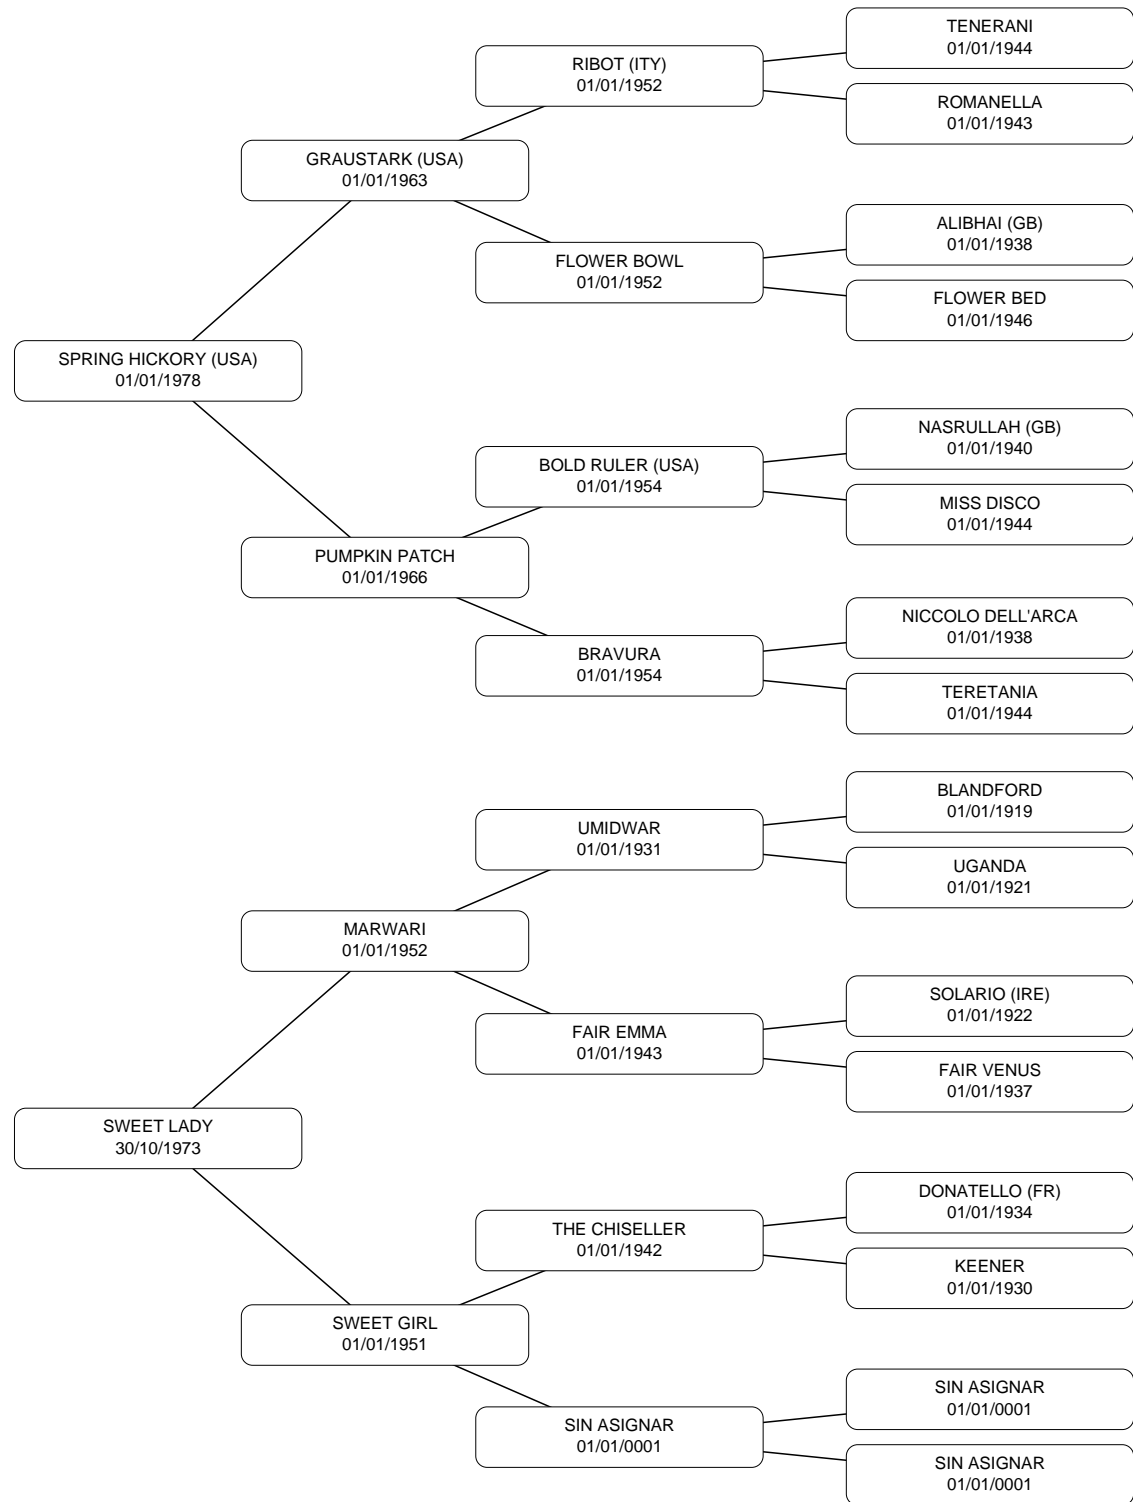 TENERANI
01/01/1944
RIBOT (ITY)
01/01/1952
ROMANELLA
01/01/1943
GRAUSTARK (USA)
01/01/1963
ALIBHAI (GB)
01/01/1938
FLOWER BOWL
01/01/1952
FLOWER BED
01/01/1946
SPRING HICKORY (USA)
01/01/1978
NASRULLAH (GB)
01/01/1940
BOLD RULER (USA)
01/01/1954
MISS DISCO
01/01/1944
PUMPKIN PATCH
01/01/1966
NICCOLO DELL'ARCA
01/01/1938
BRAVURA
01/01/1954
TERETANIA
01/01/1944
BLANDFORD
01/01/1919
UMIDWAR
01/01/1931
UGANDA
01/01/1921
MARWARI
01/01/1952
SOLARIO (IRE)
01/01/1922
FAIR EMMA
01/01/1943
FAIR VENUS
01/01/1937
SWEET LADY
30/10/1973
DONATELLO (FR)
01/01/1934
THE CHISELLER
01/01/1942
KEENER
01/01/1930
SWEET GIRL
01/01/1951
SIN ASIGNAR
01/01/0001
SIN ASIGNAR
01/01/0001
SIN ASIGNAR
01/01/0001